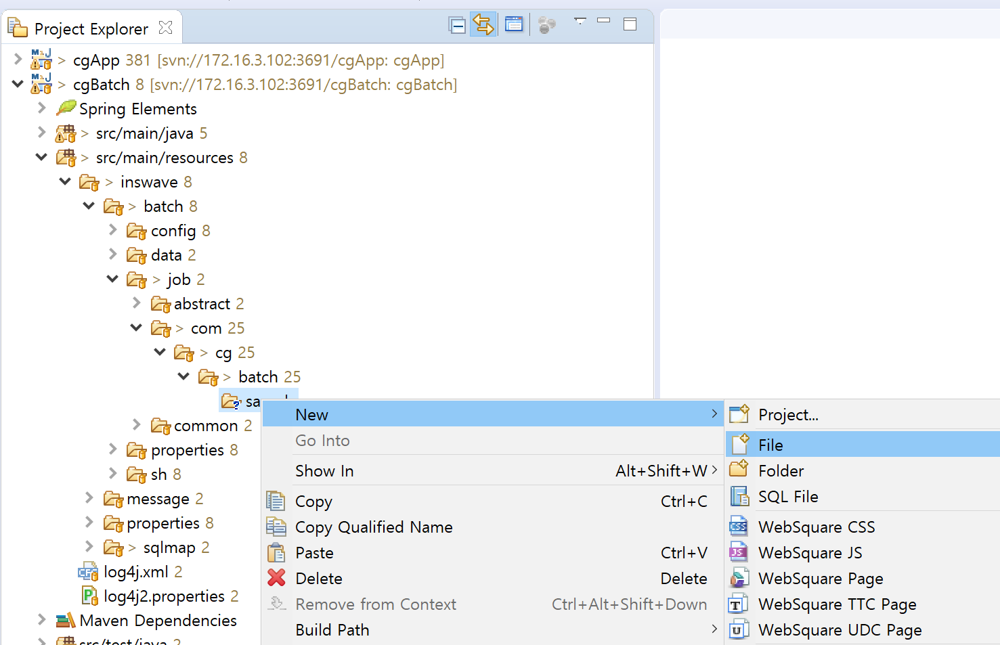 Project Explorer
> cgApp 381 [svn://172.16.3.102:3691/cgApp: cgApp]
> cgBatch 8 [svn://172.16.3.102:3691/cgBatch: cgBatch]
Spring Elements
> src/main/java 5
> src/main/resources 8
> inswave 8
> batch 8
config 8
data 2
> job 2
abstract 2
> com 25
> cg 25
> batch 25
common 2
properties 8
sh 8
message 2
properties 8
> sqlmap 2
log4j.xml 2
log4j2.properties 2
Maven Dependencies
src/test/java 2
New
Go Into
Show In Alt+Shift+W
Copy Ctrl+C
Copy Qualified Name
Paste Ctrl+V
Delete Delete
Remove from Context Ctrl+Alt+Shift+Down
Build Path
Project...
File
Folder
SQL File
WebSquare CSS
WebSquare JS
WebSquare Page
WebSquare TTC Page
WebSquare UDC Page